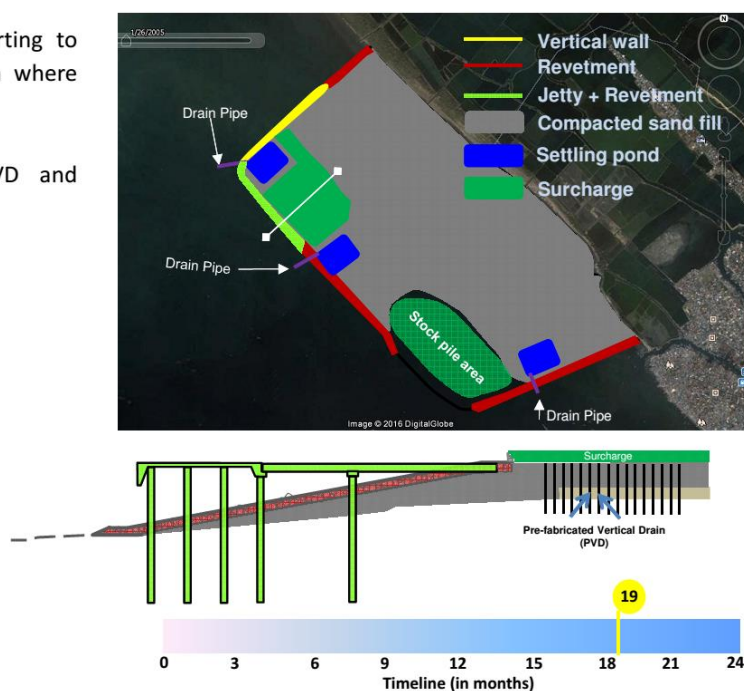 rting to
where
VD and
1/26/2005
N
Vertical wall
Revetment
Jetty + Revetment
Compacted sand fill
Settling pond
Surcharge
Drain Pipe
Drain Pipe
Stock pile area
Drain Pipe
Image © 2016 DigitalGlobe
Surcharge
Pre-fabricated Vertical Drain
(PVD)
19
0 3 6 9 12 15 18 21 24
Timeline (in months)